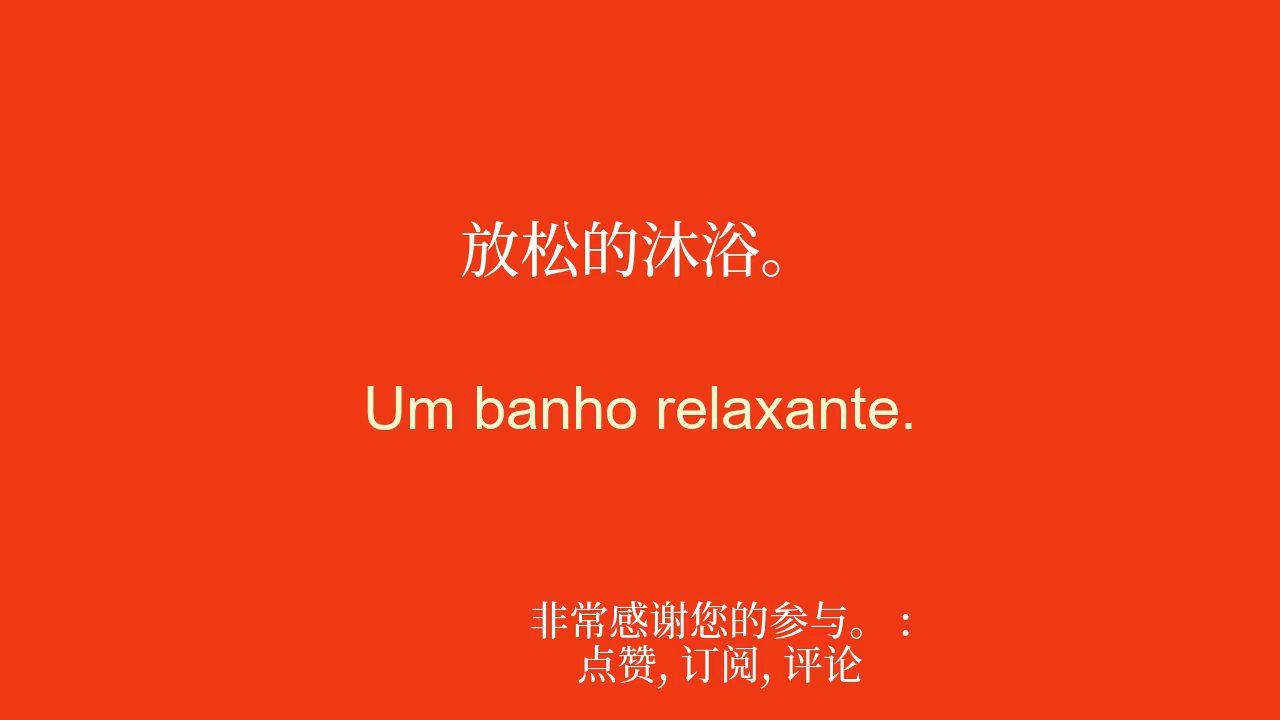 放松的沐浴。
Um banho relaxante.
非常感谢您的参与。 :
点赞, 订阅, 评论